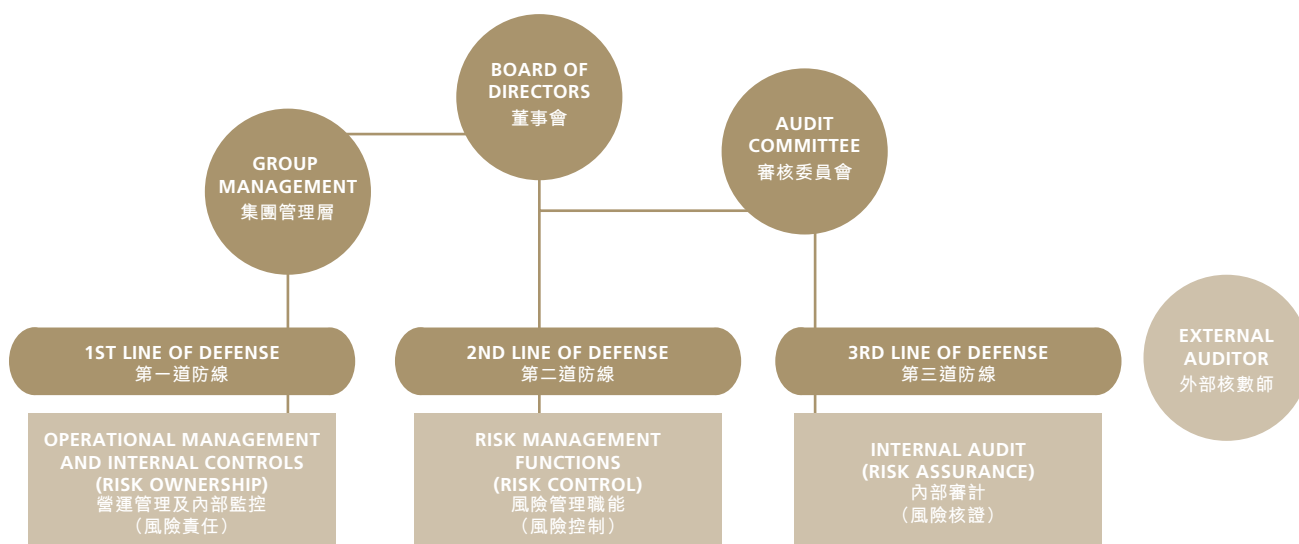 BOARD OF
DIRECTORS
董事會
GROUP
MANAGEMENT
集團管理層
AUDIT
COMMITTEE
審核委員會
1ST LINE OF DEFENSE
第一道防線
2ND LINE OF DEFENSE
第二道防線
3RD LINE OF DEFENSE
第三道防線
EXTERNAL
AUDITOR
外部核數師
OPERATIONAL MANAGEMENT
AND INTERNAL CONTROLS
(RISK OWNERSHIP)
營運管理及內部監控
（風險責任）
RISK MANAGEMENT
FUNCTIONS
(RISK CONTROL)
風險管理職能
（風險控制）
INTERNAL AUDIT
(RISK ASSURANCE)
內部審計
（風險核證）